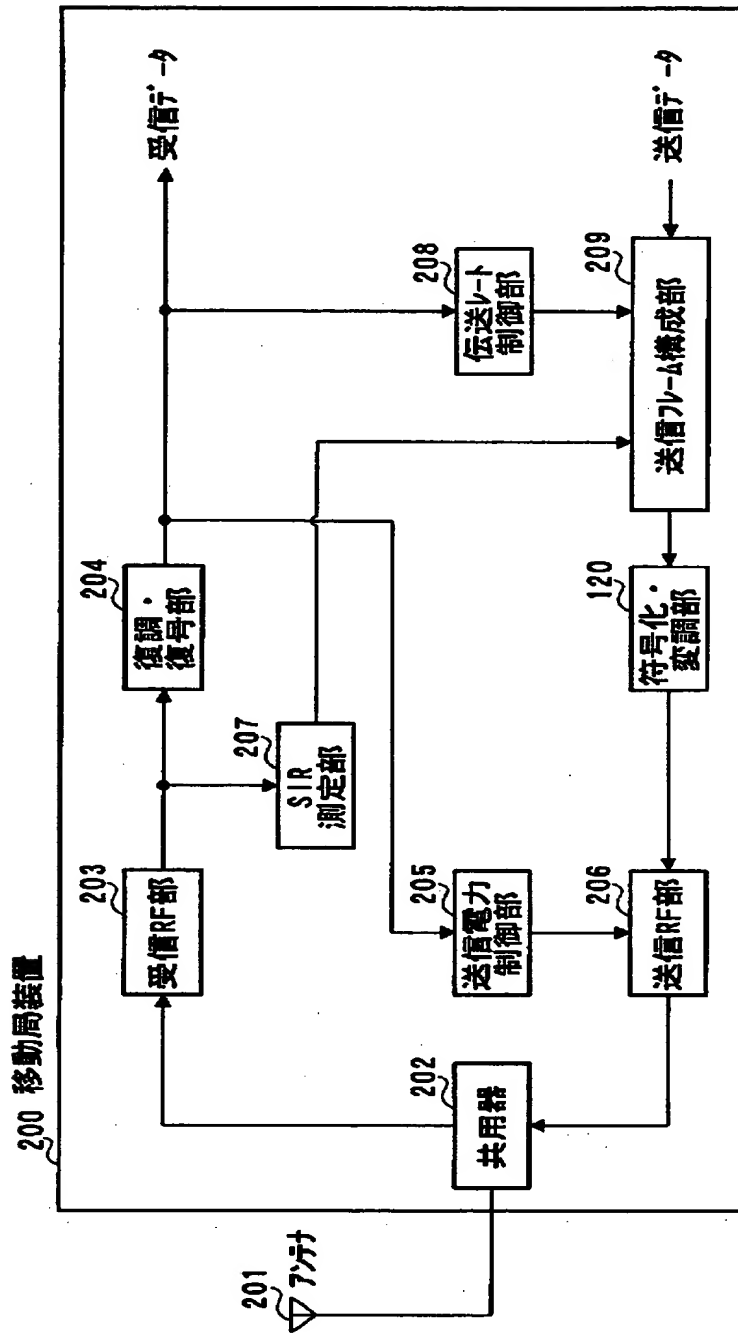 200 移動局装置
201
アンテナ
202
共用器
203
受信RF部
204
復調・
復号部
受信データ
207
SIR
測定部
205
送信電力
制御部
208
伝送レート
制御部
206
送信RF部
120
符号化・
変調部
209
送信フレーム構成部
送信データ